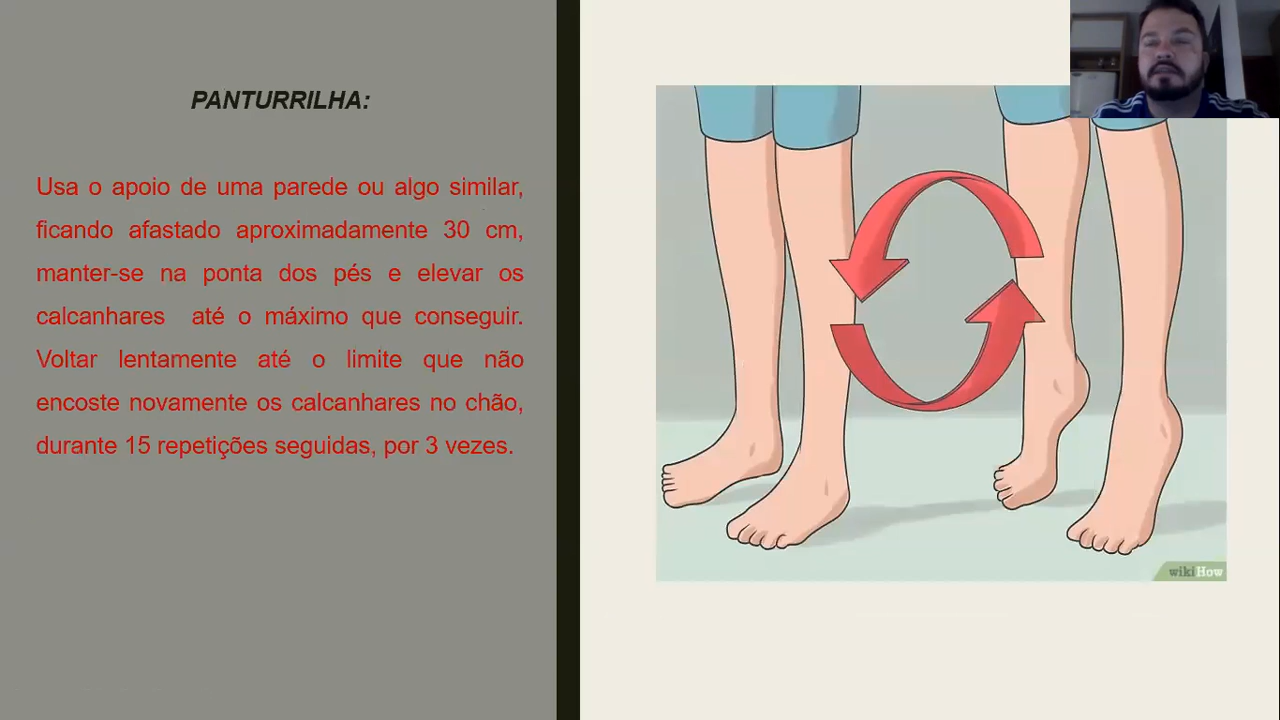 PANTURRILHA:
Usa o apoio de uma parede ou algo similar,
ficando afastado aproximadamente 30 cm,
manter-se na ponta dos pés e elevar os
calcanhares até o máximo que conseguir.
Voltar lentamente até o limite que não
encoste novamente os calcanhares no chão,
durante 15 repetições seguidas, por 3 vezes.
wikiHow